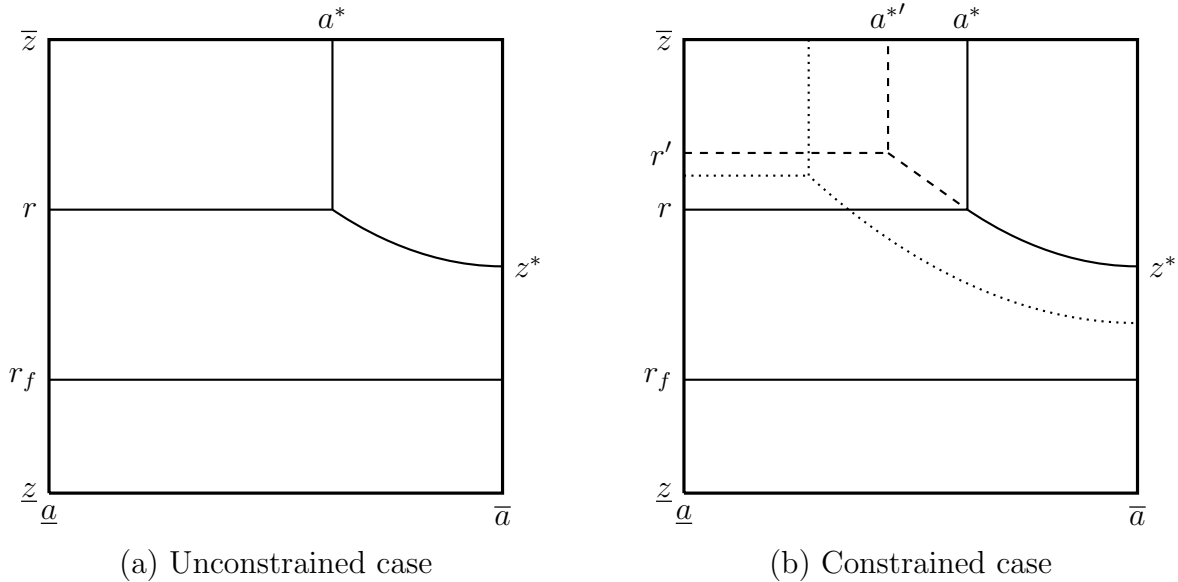 a*
z̅
r
z*
r_f
z̲
a̲
a̅
(a) Unconstrained case
a*′ a*
z̅
r′
r
z*
r_f
z̲
a̲
a̅
(b) Constrained case